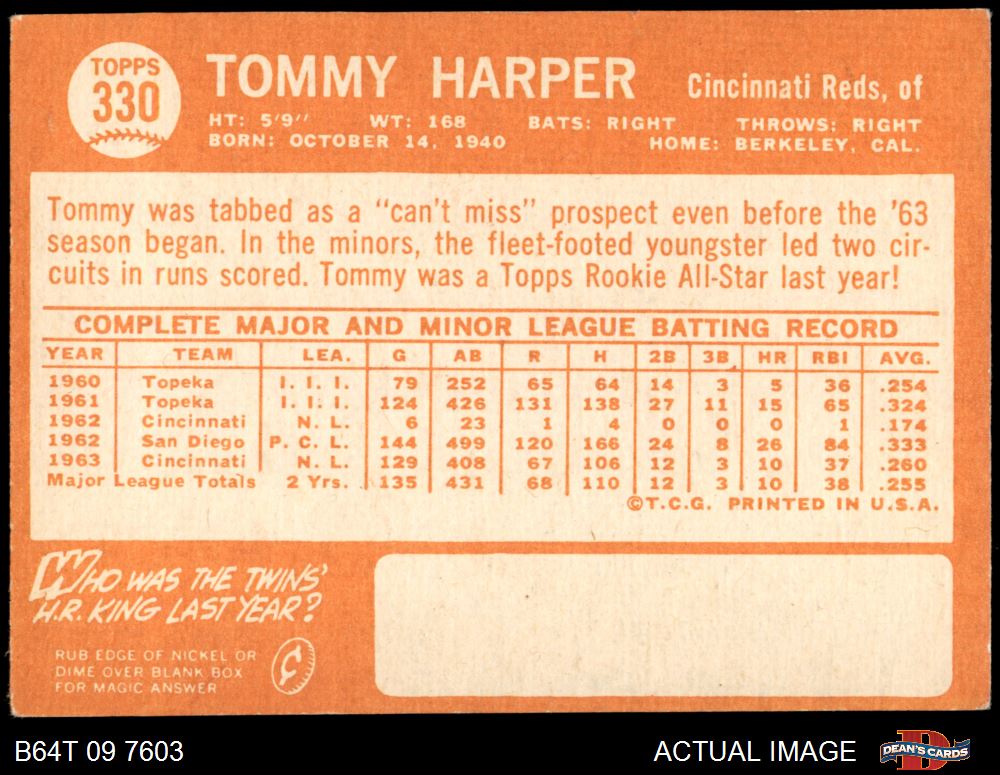 TOPPS
330
TOMMY HARPER
Cincinnati Reds, of
HT: 5'9'' WT: 168 BATS: RIGHT THROWS: RIGHT
BORN: OCTOBER 14, 1940 HOME: BERKELEY, CAL.
Tommy was tabbed as a "can't miss" prospect even before the '63
season began. In the minors, the fleet-footed youngster led two cir-
cuits in runs scored. Tommy was a Topps Rookie All-Star last year!
COMPLETE MAJOR AND MINOR LEAGUE BATTING RECORD
YEAR TEAM LEA. G AB R H 2B 3B HR RBI AVG.
1960 Topeka I. I. I. 79 252 65 64 14 3 5 36 .254
1961 Topeka I. I. I. 124 426 131 138 27 11 15 65 .324
1962 Cincinnati N. L. 6 23 1 4 0 0 0 1 .174
1962 San Diego P. C. L. 144 499 120 166 24 8 26 84 .333
1963 Cincinnati N. L. 129 408 67 106 12 3 10 37 .260
Major League Totals 2 Yrs. 135 431 68 110 12 3 10 38 .255
©T.C.G. PRINTED IN U.S.A.
WHO WAS THE TWINS'
H.R. KING LAST YEAR?
RUB EDGE OF NICKEL OR
DIME OVER BLANK BOX
FOR MAGIC ANSWER
¢
B64T 09 7603
ACTUAL IMAGE
DEAN'S CARDS